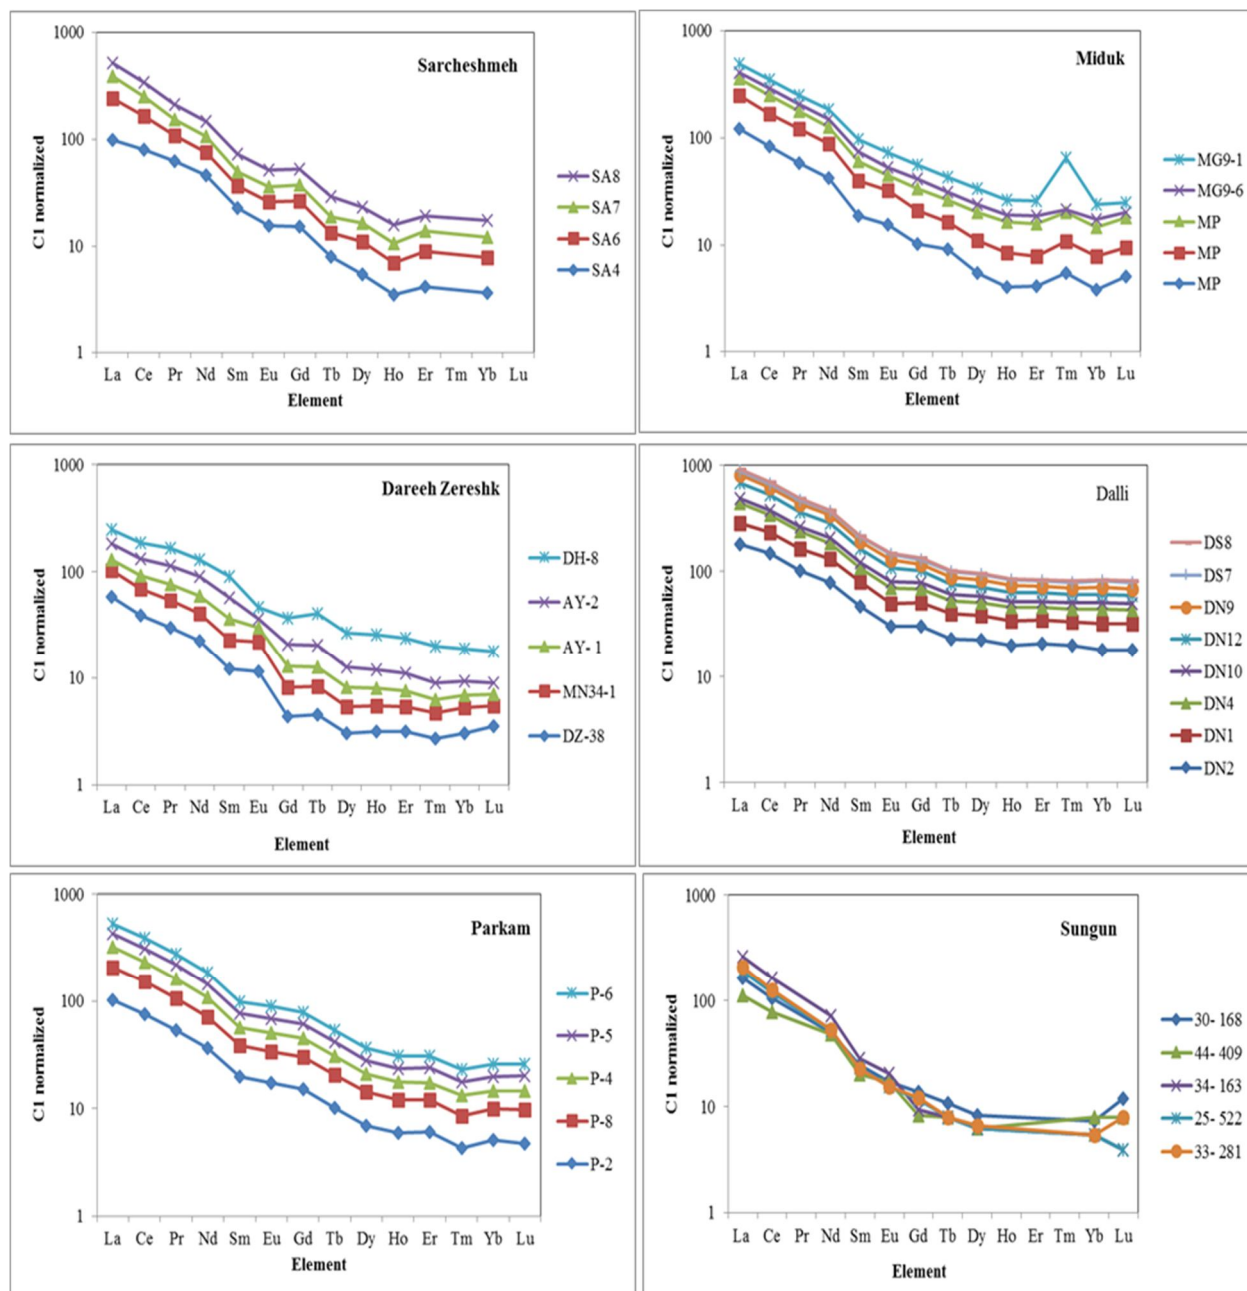 Sarcheshmeh
1000
100
10
1
C1 normalized
La Ce Pr Nd Sm Eu Gd Tb Dy Ho Er Tm Yb Lu
Element
SA8
SA7
SA6
SA4
Miduk
1000
100
10
1
C1 normalized
La Ce Pr Nd Sm Eu Gd Tb Dy Ho Er Tm Yb Lu
Element
MG9-1
MG9-6
MP
MP
MP
Dareeh Zereshk
1000
100
10
1
C1 normalized
La Ce Pr Nd Sm Eu Gd Tb Dy Ho Er Tm Yb Lu
Element
DH-8
AY-2
AY- 1
MN34-1
DZ-38
Dalli
1000
100
10
1
C1 normalized
La Ce Pr Nd Sm Eu Gd Tb Dy Ho Er Tm Yb Lu
Element
DS8
DS7
DN9
DN12
DN10
DN4
DN1
DN2
Parkam
1000
100
10
1
C1 normalized
La Ce Pr Nd Sm Eu Gd Tb Dy Ho Er Tm Yb Lu
Element
P-6
P-5
P-4
P-8
P-2
Sungun
1000
100
10
1
C1 normalized
La Ce Pr Nd Sm Eu Gd Tb Dy Ho Er Tm Yb Lu
Element
30- 168
44- 409
34- 163
25- 522
33- 281